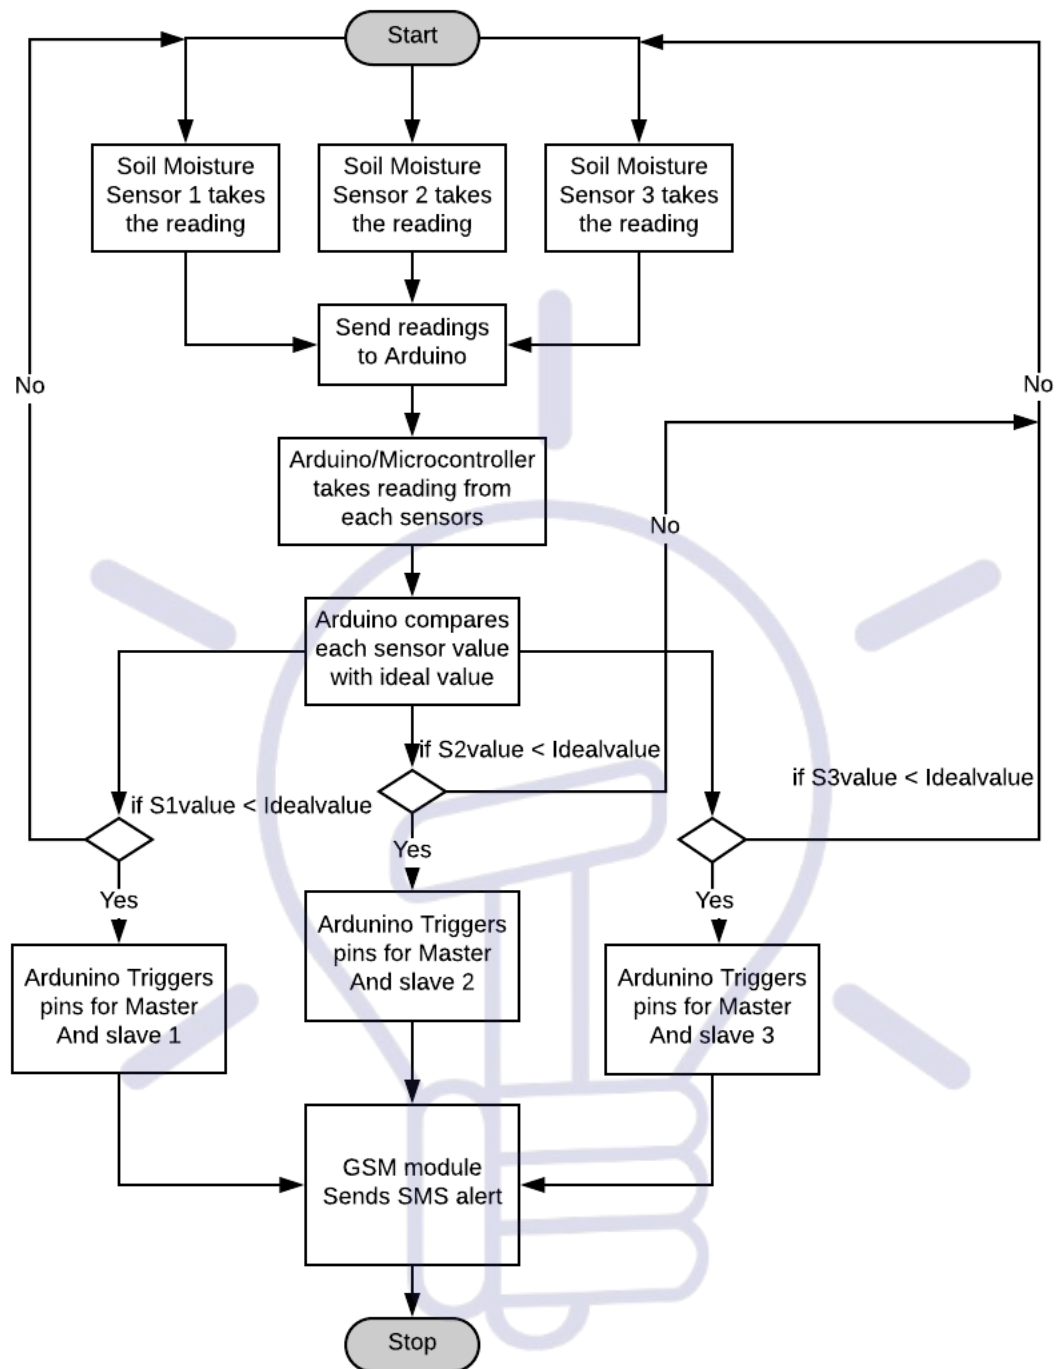 Start
Soil Moisture
Sensor 1 takes
the reading
Soil Moisture
Sensor 2 takes
the reading
Soil Moisture
Sensor 3 takes
the reading
Send readings
to Arduino
No
No
Arduino/Microcontroller
takes reading from
each sensors
No
Arduino compares
each sensor value
with ideal value
if S2value < Idealvalue
if S3value < Idealvalue
if S1value < Idealvalue
Yes
Yes
Yes
Ardunino Triggers
pins for Master
And slave 2
Ardunino Triggers
pins for Master
And slave 1
Ardunino Triggers
pins for Master
And slave 3
GSM module
Sends SMS alert
Stop